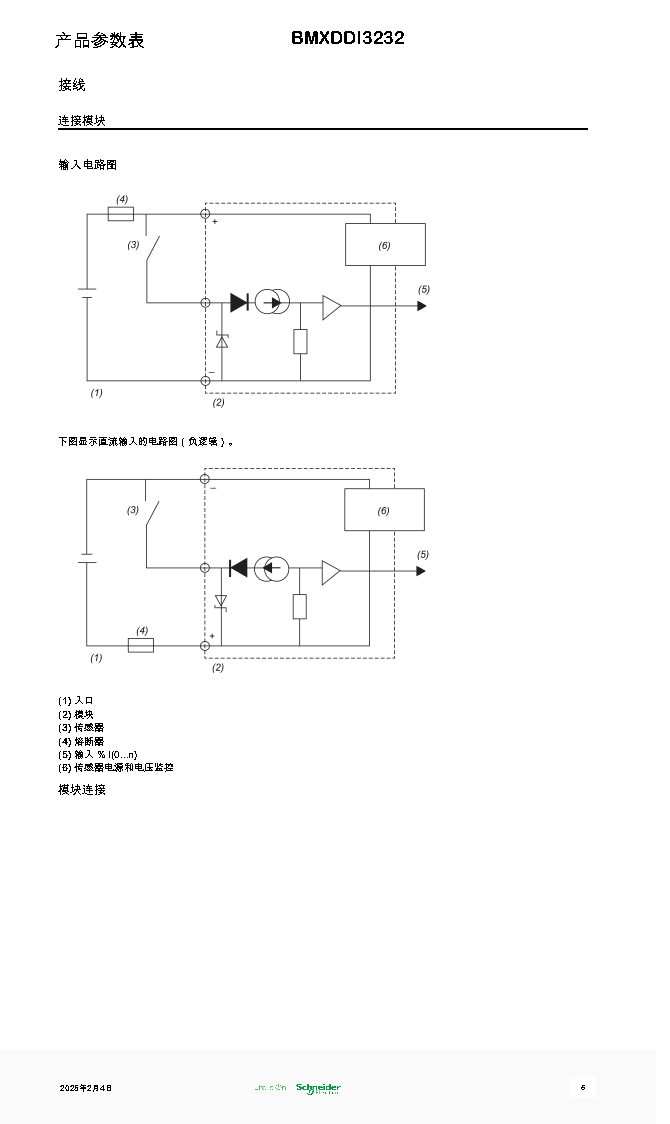 产品参数表
BMXDDI3232
接线
连接模块
输入电路图
(4)
+
(3)
(6)
(5)
–
(1)
(2)
下图显示直流输入的电路图（负逻辑）。
–
(3)
(6)
(5)
(4)
+
(1)
(2)
(1) 入口
(2) 模块
(3) 传感器
(4) 熔断器
(5) 输入 % I(0...n)
(6) 传感器电源和电压监控
模块连接
2025年2月4日
Life Is On Schneider
Electric
6